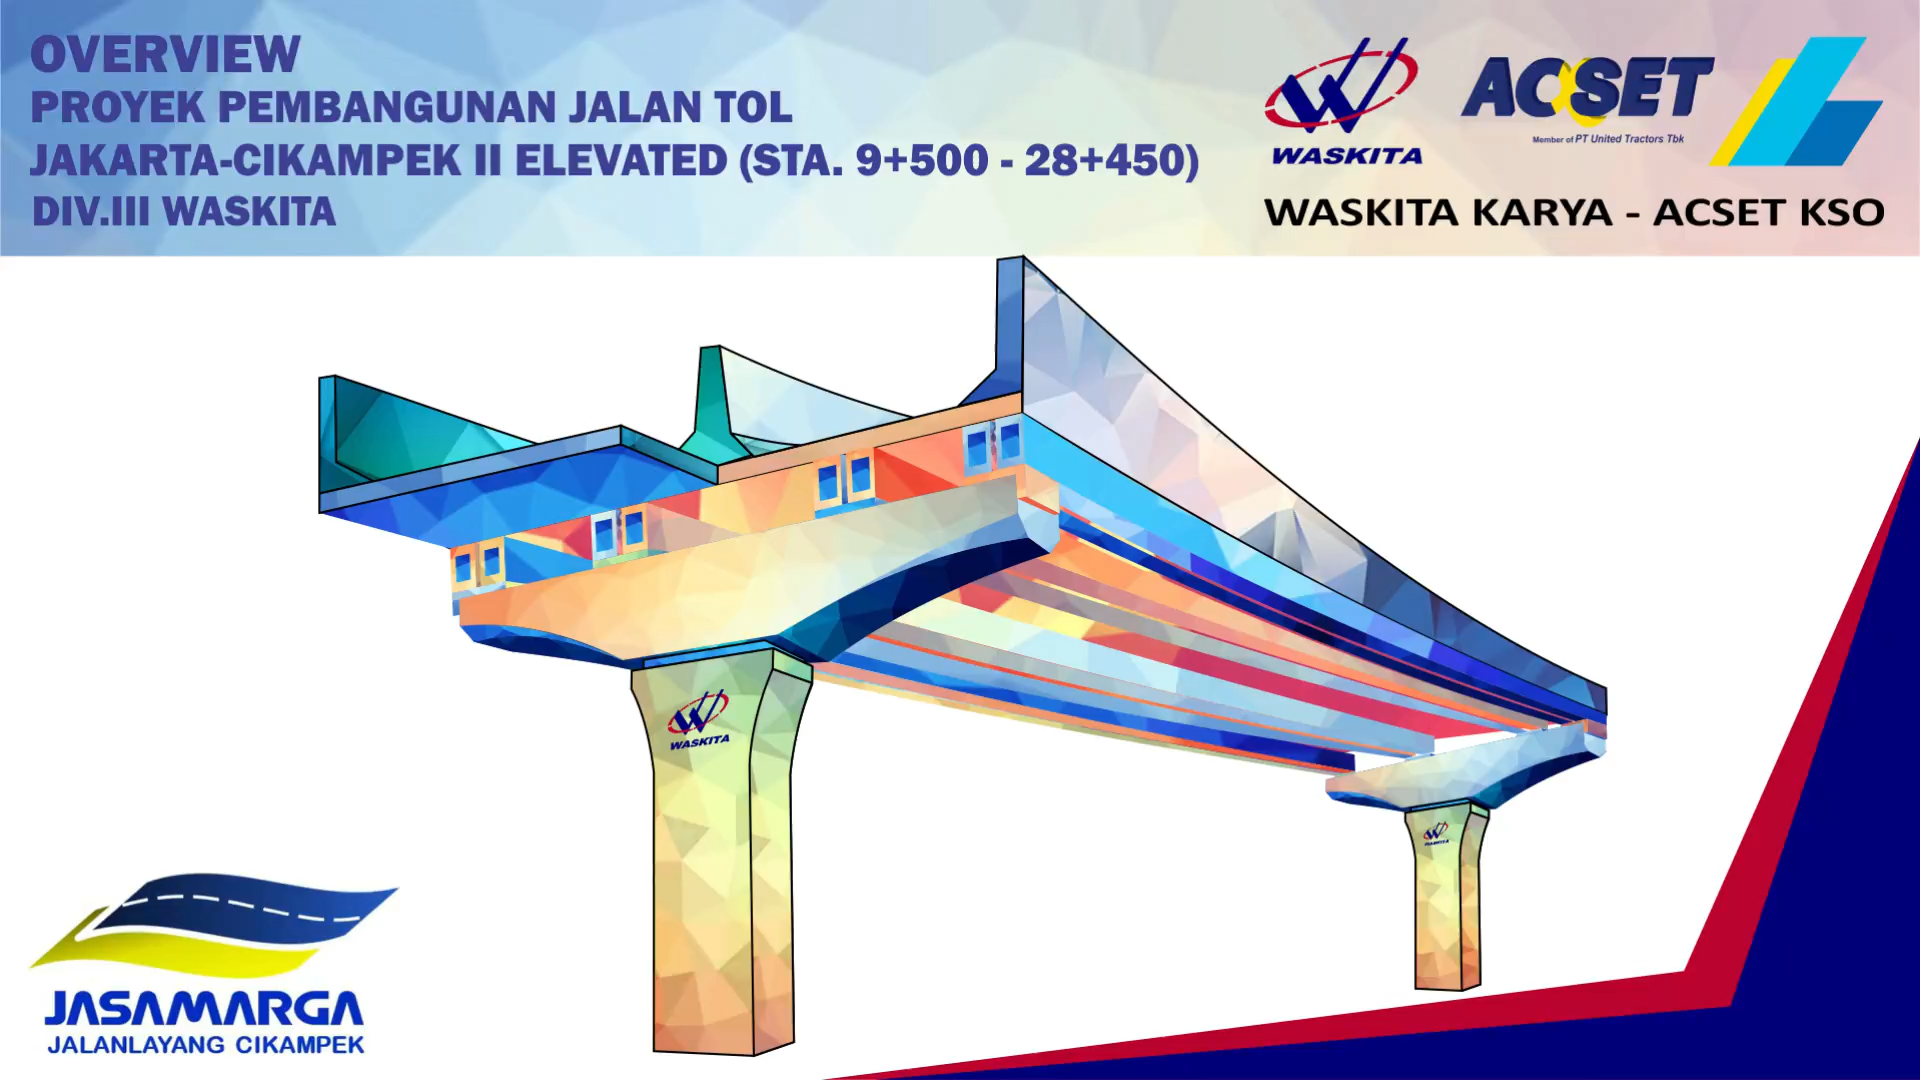 OVERVIEW
PROYEK PEMBANGUNAN JALAN TOL
JAKARTA-CIKAMPEK II ELEVATED (STA. 9+500 - 28+450)
DIV.III WASKITA
WASKITA
ACSET
Member of PT United Tractors Tbk
WASKITA KARYA - ACSET KSO
WASKITA
WASKITA
JASAMARGA
JALANLAYANG CIKAMPEK